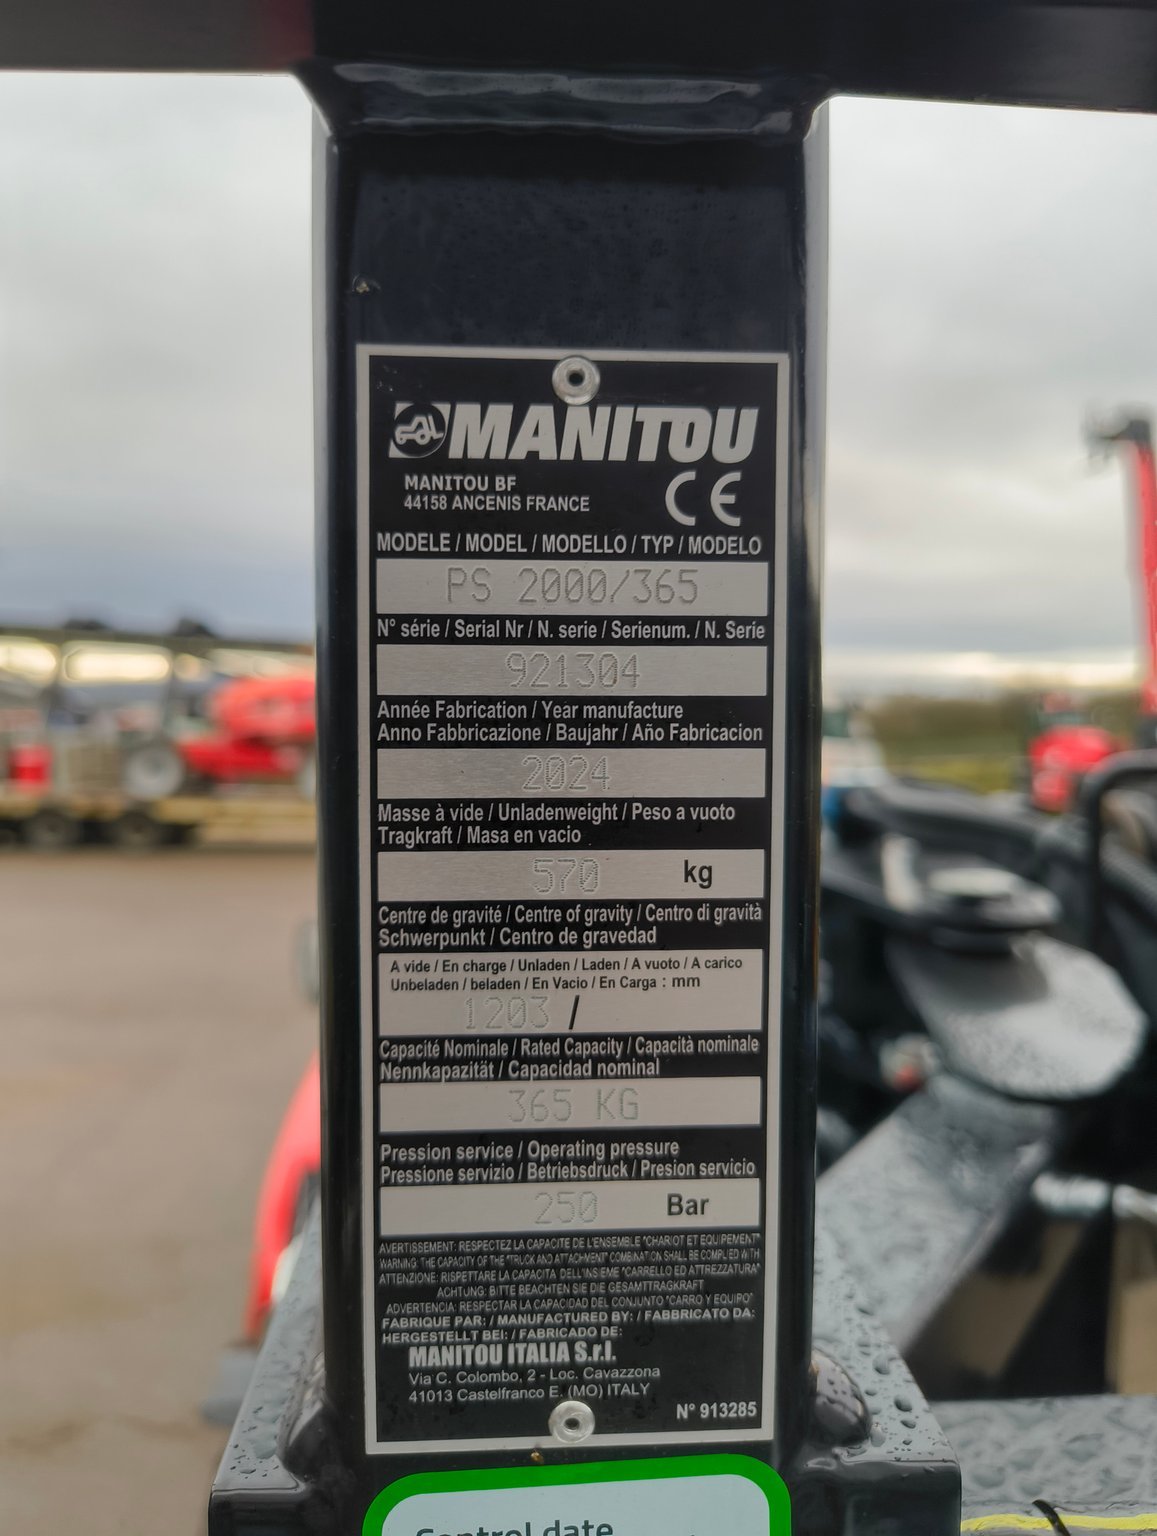 MANITOU
MANITOU BF
44158 ANCENIS FRANCE
CE
MODELE / MODEL / MODELLO / TYP / MODELO
PS 2000/365
N° série / Serial Nr / N. serie / Serienum. / N. Serie
921304
Année Fabrication / Year manufacture
Anno Fabbricazione / Baujahr / Año Fabricacion
2024
Masse à vide / Unladenweight / Peso a vuoto
Tragkraft / Masa en vacio
570 kg
Centre de gravité / Centre of gravity / Centro di gravità
Schwerpunkt / Centro de gravedad
A vide / En charge / Unladen / Laden / A vuoto / A carico
Unbeladen / beladen / En Vacio / En Carga : mm
1203 /
Capacité Nominale / Rated Capacity / Capacità nominale
Nennkapazität / Capacidad nominal
365 KG
Pression service / Operating pressure
Pressione servizio / Betriebsdruck / Presion servicio
250 Bar
AVERTISSEMENT: RESPECTEZ LA CAPACITE DE L'ENSEMBLE "CHARIOT ET EQUIPEMENT"
WARNING: THE CAPACITY OF THE "TRUCK AND ATTACHMENT" COMBINATION SHALL BE COMPLIED WITH
ATTENZIONE: RISPETTARE LA CAPACITA DELL'INSIEME "CARRELLO ED ATTREZZATURA"
ACHTUNG: BITTE BEACHTEN SIE DIE GESAMTTRAGKRAFT
ADVERTENCIA: RESPECTAR LA CAPACIDAD DEL CONJUNTO "CARRO Y EQUIPO"
FABRIQUE PAR: / MANUFACTURED BY: / FABBRICATO DA:
HERGESTELLT BEI: / FABRICADO DE:
MANITOU ITALIA S.r.l.
Via C. Colombo, 2 - Loc. Cavazzona
41013 Castelfranco E. (MO) ITALY
N° 913285
Control date